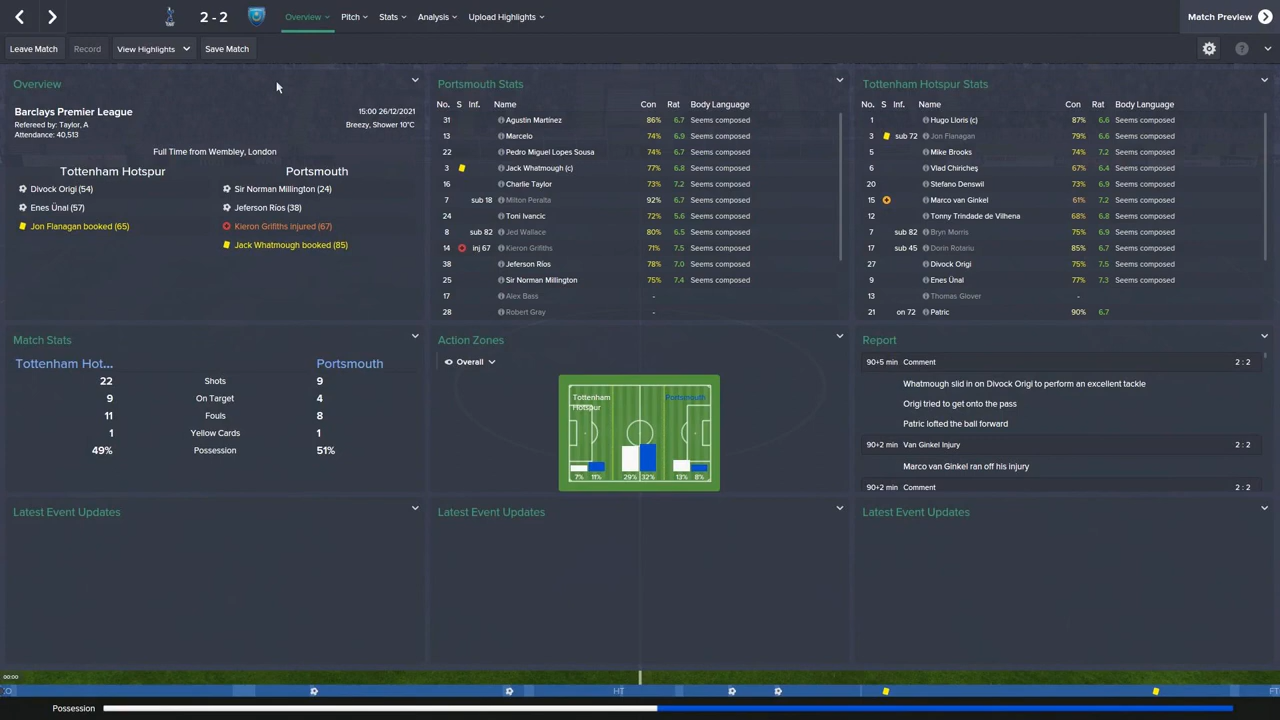 2 - 2
Overview
Pitch
Stats
Analysis
Upload Highlights
Match Preview
Leave Match
Record
View Highlights
Save Match
Overview
Barclays Premier League
15:00 26/12/2021
Refereed by: Taylor, A
Breezy, Shower 10°C
Attendance: 40,513
Full Time from Wembley, London
Tottenham Hotspur
Portsmouth
Divock Origi (54)
Sir Norman Millington (24)
Enes Ünal (57)
Jeferson Ríos (38)
Jon Flanagan booked (65)
Kieron Grifiths injured (67)
Jack Whatmough booked (85)
Portsmouth Stats
No. S Inf. Name Con Rat Body Language
31 Agustín Martínez 86% 6.7 Seems composed
13 Marcelo 74% 6.9 Seems composed
22 Pedro Miguel Lopes Sousa 74% 6.7 Seems composed
3 Jack Whatmough (c) 67% 6.8 Seems composed
16 Charlie Taylor 73% 7.2 Seems composed
7 sub 18 Milton Peralta 92% 6.7 Seems composed
24 Toni Ivancic 72% 5.6 Seems composed
8 sub 82 Jed Wallace 80% 6.5 Seems composed
14 inj 67 Kieron Grifiths 71% 7.5 Seems composed
38 Jeferson Ríos 78% 7.0 Seems composed
25 Sir Norman Millington 75% 7.4 Seems composed
17 Alex Bass -
28 Robert Gray -
Tottenham Hotspur Stats
No. S Inf. Name Con Rat Body Language
1 Hugo Lloris (c) 87% 6.6 Seems composed
3 sub 72 Jon Flanagan 79% 6.6 Seems composed
5 Mike Brooks 74% 7.2 Seems composed
6 Vlad Chiricheș 67% 6.4 Seems composed
20 Stefano Denswil 73% 6.9 Seems composed
15 Marco van Ginkel 61% 7.2 Seems composed
12 Tonny Trindade de Vilhena 68% 6.8 Seems composed
7 sub 82 Bryn Morris 75% 6.9 Seems composed
17 sub 45 Dorin Rotariu 85% 6.7 Seems composed
27 Divock Origi 75% 7.5 Seems composed
9 Enes Ünal 77% 7.3 Seems composed
13 Thomas Glover -
21 on 72 Patric 90% 6.7
Match Stats
Tottenham Hot... Portsmouth
22 Shots 9
9 On Target 4
11 Fouls 8
1 Yellow Cards 1
49% Possession 51%
Action Zones
Overall
Tottenham Hotspur
Portsmouth
7% 11% 29% 32% 13% 8%
Report
90+5 min Comment 2 : 2
Whatmough slid in on Divock Origi to perform an excellent tackle
Origi tried to get onto the pass
Patric lofted the ball forward
90+2 min Van Ginkel Injury 2 : 2
Marco van Ginkel ran off his injury
90+2 min Comment 2 : 2
Latest Event Updates
Latest Event Updates
Latest Event Updates
00:00
HT
FT
Possession